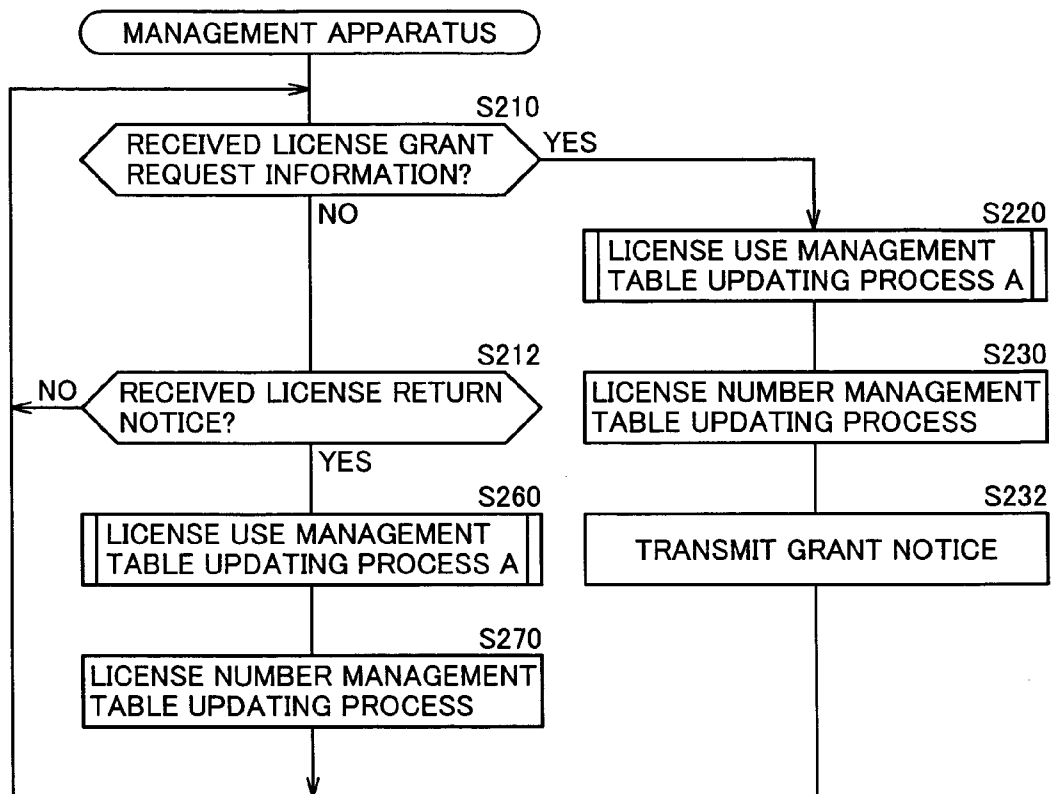 MANAGEMENT APPARATUS
S210
RECEIVED LICENSE GRANT
REQUEST INFORMATION?
YES
NO
S220
LICENSE USE MANAGEMENT
TABLE UPDATING PROCESS A
S212
RECEIVED LICENSE RETURN
NOTICE?
NO
YES
S230
LICENSE NUMBER MANAGEMENT
TABLE UPDATING PROCESS
S260
LICENSE USE MANAGEMENT
TABLE UPDATING PROCESS A
S232
TRANSMIT GRANT NOTICE
S270
LICENSE NUMBER MANAGEMENT
TABLE UPDATING PROCESS